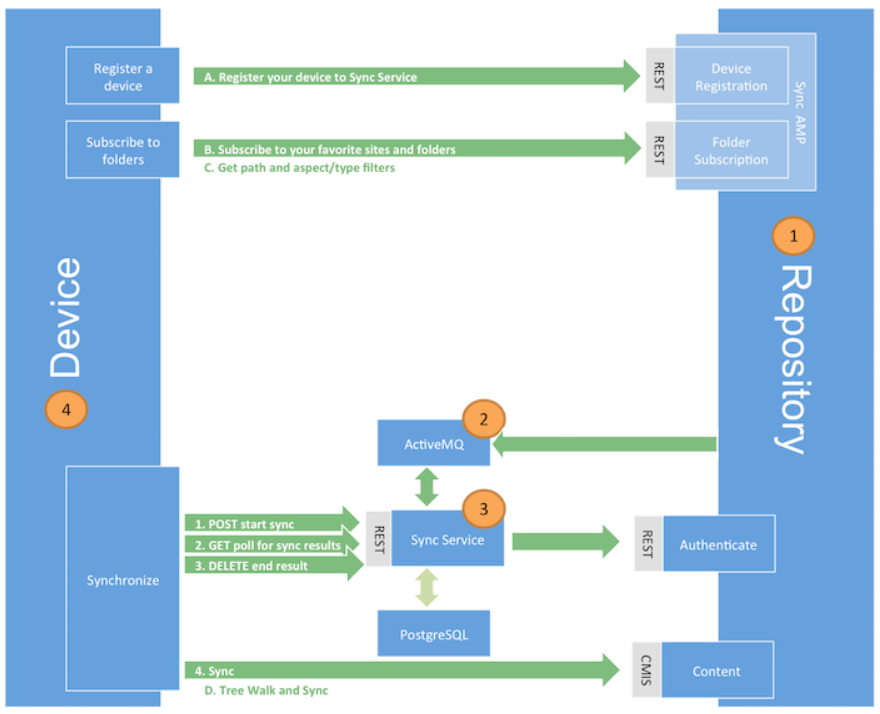 Register a
device
A. Register your device to Sync Service
REST
Device
Registration
Sync AMP
Subscribe to
folders
B. Subscribe to your favorite sites and folders
C. Get path and aspect/type filters
REST
Folder
Subscription
1
Repository
Device
4
2
ActiveMQ
3
Synchronize
1. POST start sync
2. GET poll for sync results
3. DELETE end result
REST
Sync Service
REST
Authenticate
PostgreSQL
4. Sync
D. Tree Walk and Sync
CMIS
Content